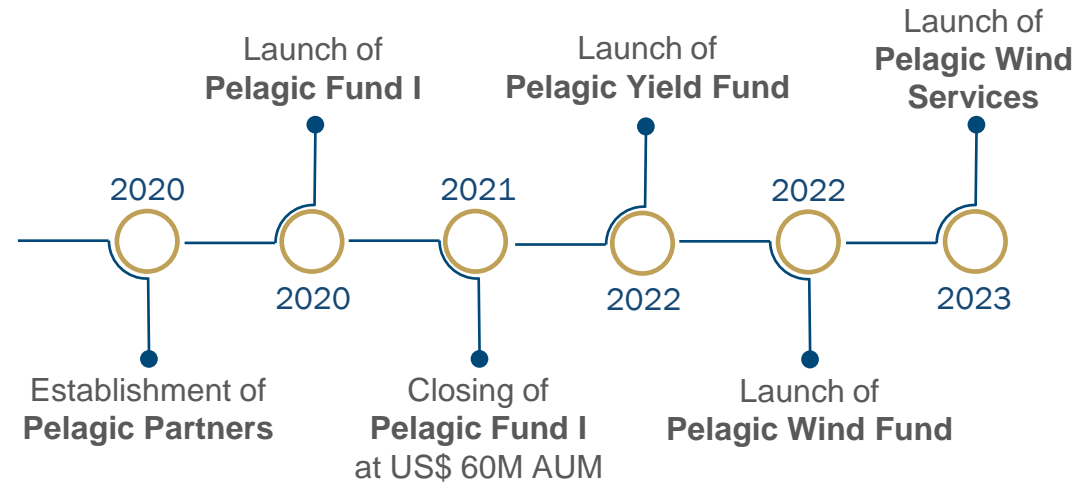 Launch of
Pelagic Fund I
Launch of
Pelagic Yield Fund
Launch of
Pelagic Wind
Services
2020
2021
2022
2020
2022
2023
Establishment of
Pelagic Partners
Closing of
Pelagic Fund I
at US$ 60M AUM
Launch of
Pelagic Wind Fund